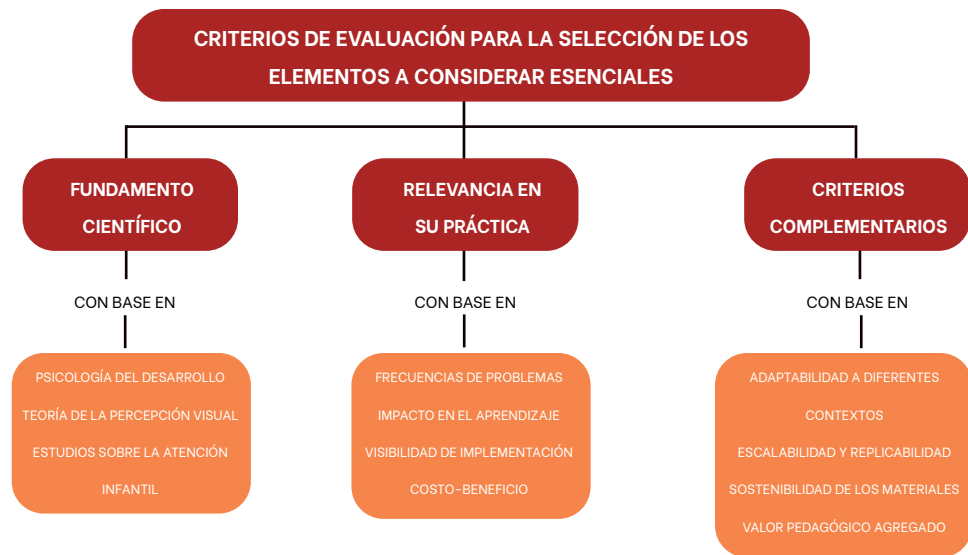 CRITERIOS DE EVALUACIÓN PARA LA SELECCIÓN DE LOS
ELEMENTOS A CONSIDERAR ESENCIALES
FUNDAMENTO
CIENTÍFICO
CON BASE EN
PSICOLOGÍA DEL DESARROLLO
TEORÍA DE LA PERCEPCIÓN VISUAL
ESTUDIOS SOBRE LA ATENCIÓN
INFANTIL
RELEVANCIA EN
SU PRÁCTICA
CON BASE EN
FRECUENCIAS DE PROBLEMAS
IMPACTO EN EL APRENDIZAJE
VISIBILIDAD DE IMPLEMENTACIÓN
COSTO-BENEFICIO
CRITERIOS
COMPLEMENTARIOS
CON BASE EN
ADAPTABILIDAD A DIFERENTES
CONTEXTOS
ESCALABILIDAD Y REPLICABILIDAD
SOSTENIBILIDAD DE LOS MATERIALES
VALOR PEDAGÓGICO AGREGADO